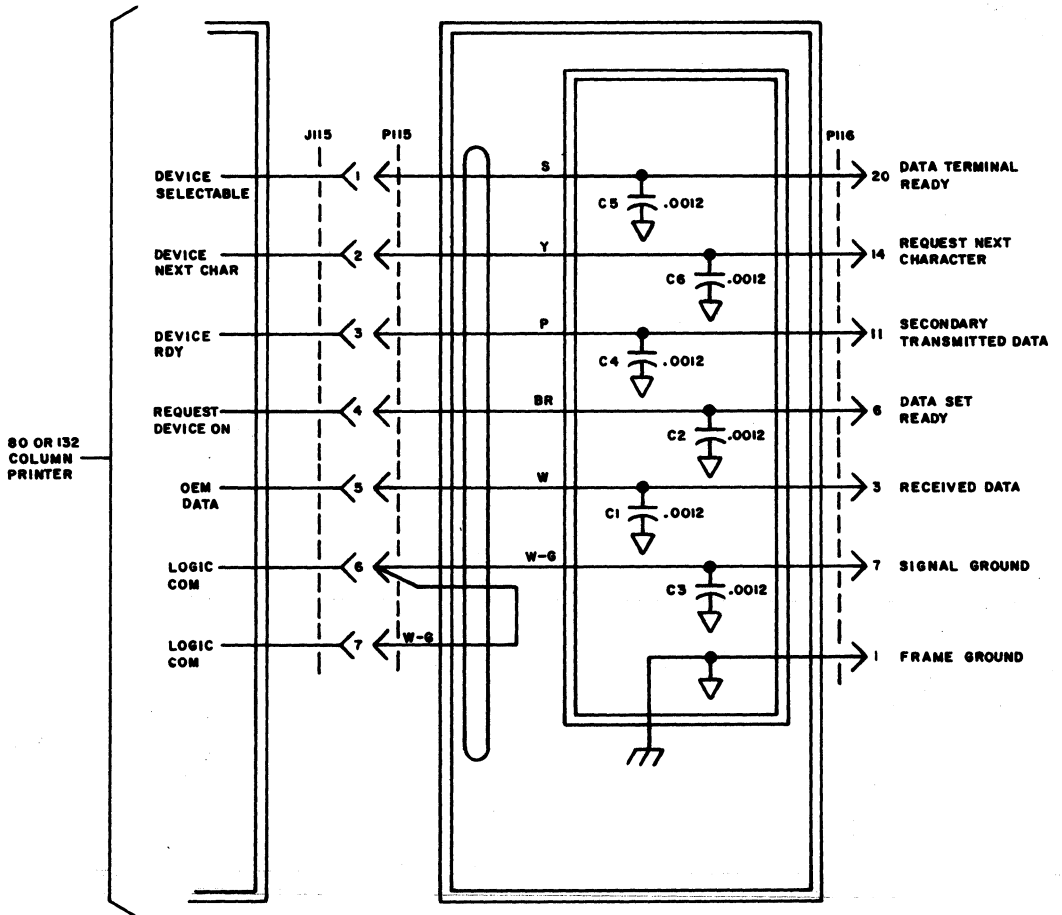 J115
P115
P116
DEVICE
SELECTABLE
1
S
C5
.0012
20
DATA TERMINAL
READY
DEVICE
NEXT CHAR
2
Y
C6
.0012
14
REQUEST NEXT
CHARACTER
DEVICE
RDY
3
P
C4
.0012
11
SECONDARY
TRANSMITTED DATA
REQUEST
DEVICE ON
4
BR
C2
.0012
6
DATA SET
READY
80 OR 132
COLUMN
PRINTER
OEM
DATA
5
W
C1
.0012
3
RECEIVED DATA
LOGIC
COM
6
W-G
C3
.0012
7
SIGNAL GROUND
LOGIC
COM
7
W-G
1
FRAME GROUND